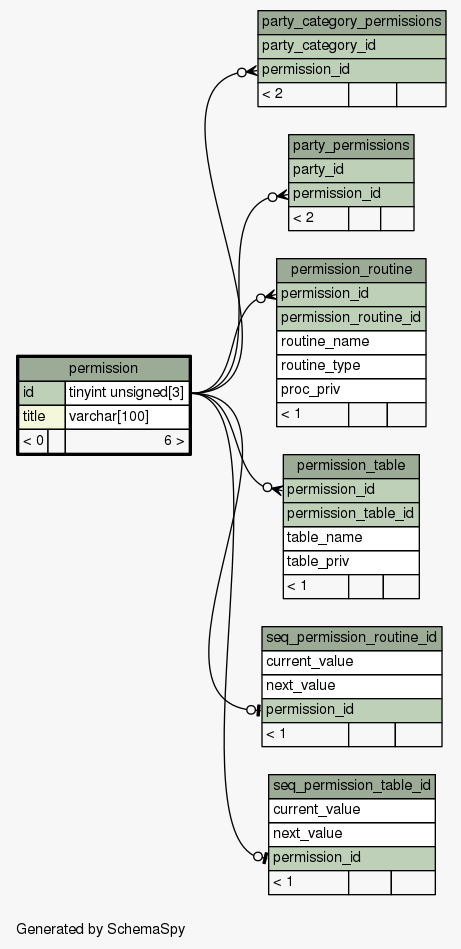 party_category_permissions
party_category_id
permission_id
< 2
party_permissions
party_id
permission_id
< 2
permission_routine
permission_id
permission_routine_id
routine_name
routine_type
proc_priv
< 1
permission
id tinyint unsigned[3]
title varchar[100]
< 0 6 >
permission_table
permission_id
permission_table_id
table_name
table_priv
< 1
seq_permission_routine_id
current_value
next_value
permission_id
< 1
seq_permission_table_id
current_value
next_value
permission_id
< 1
Generated by SchemaSpy